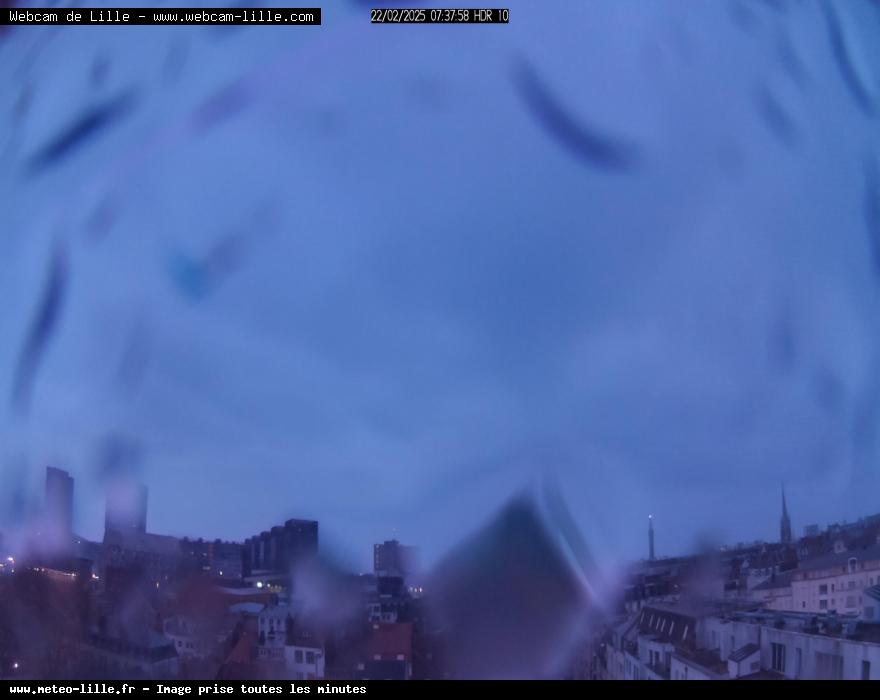 Webcam de Lille - www.webcam-lille.com
22/02/2025 07:37:58 HDR 10
www.meteo-lille.fr - Image prise toutes les minutes